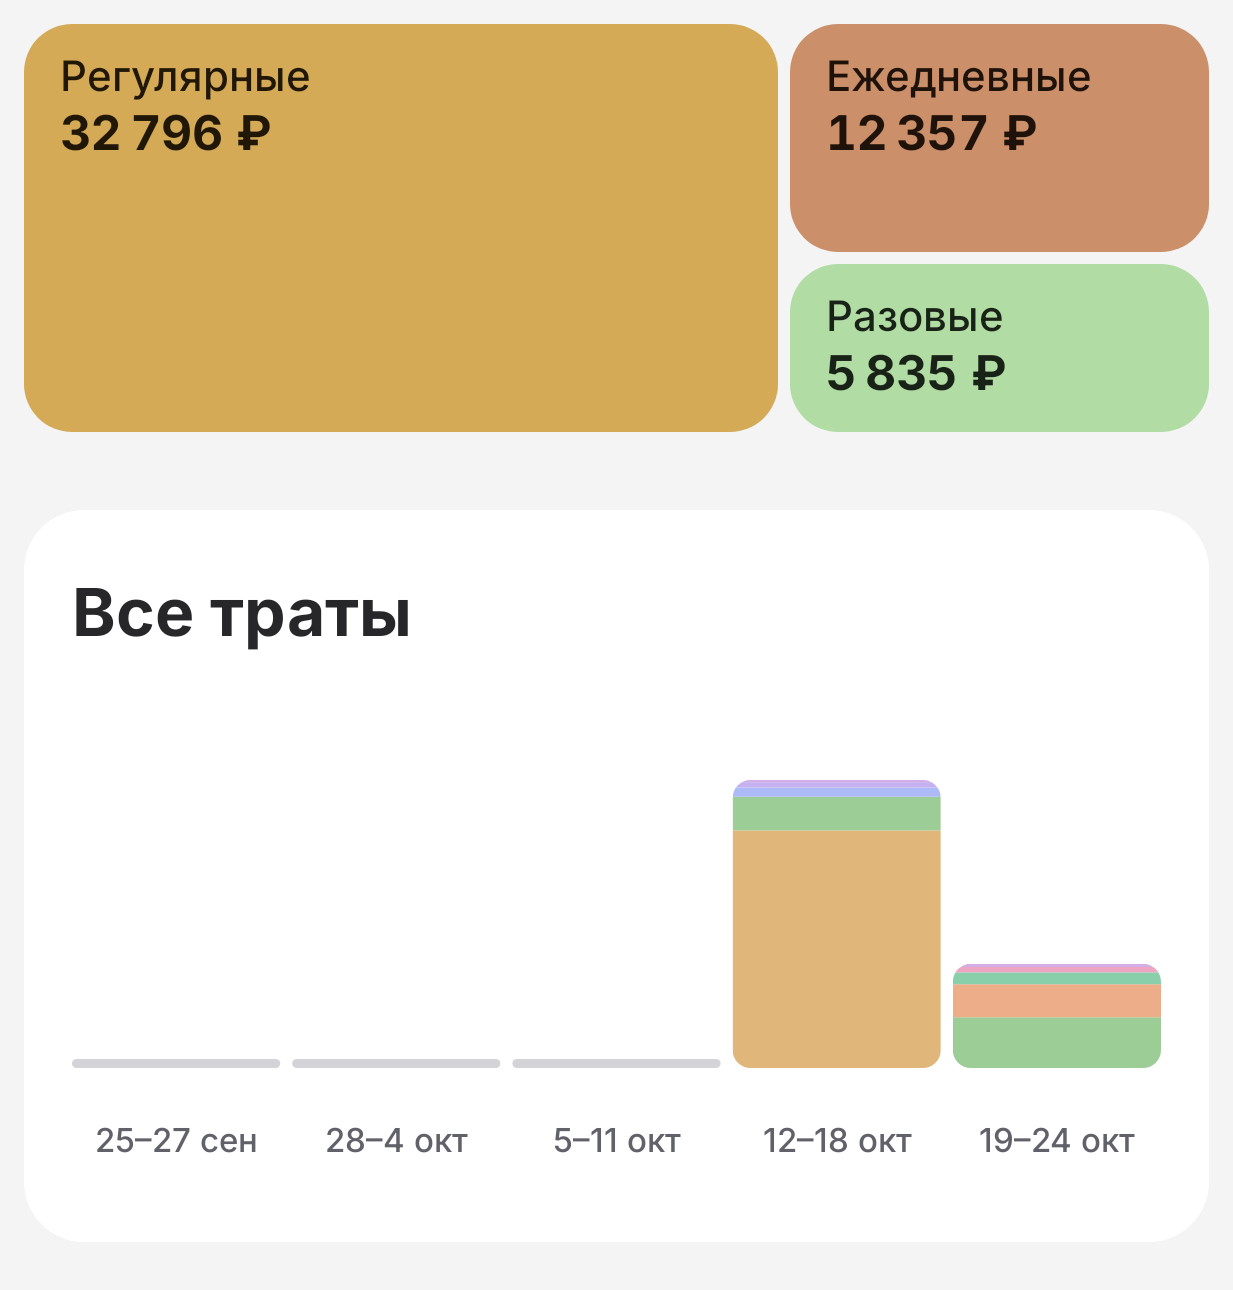 Регулярные
32 796 ₽
Ежедневные
12 357 ₽
Разовые
5 835 ₽
Все траты
25–27 сен
28–4 окт
5–11 окт
12–18 окт
19–24 окт